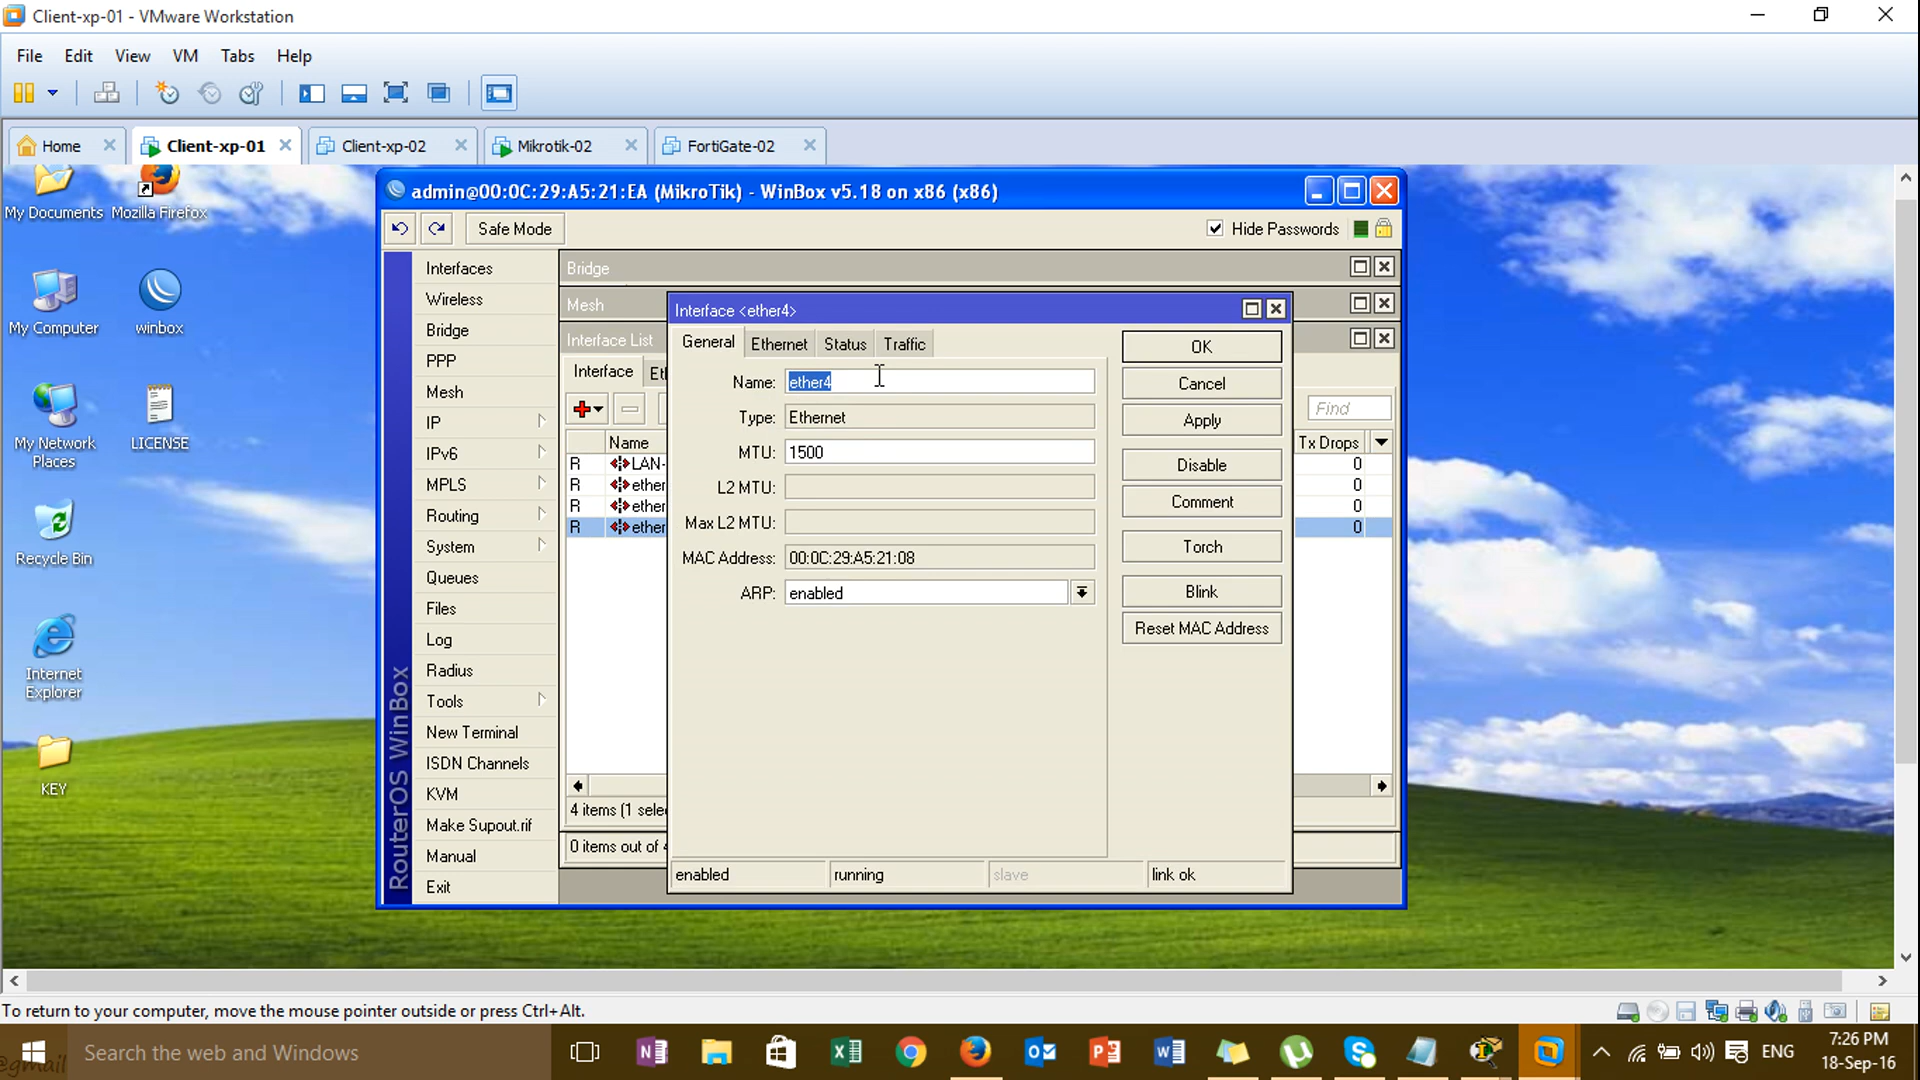 Client-xp-01 - VMware Workstation
File Edit View VM Tabs Help
Home Client-xp-01 Client-xp-02 Mikrotik-02 FortiGate-02
My Documents Mozilla Firefox
My Computer winbox
My Network Places LICENSE
Recycle Bin
Internet Explorer
KEY
admin@00:0C:29:A5:21:EA (MikroTik) - WinBox v5.18 on x86 (x86)
Safe Mode Hide Passwords
RouterOS WinBox
Interfaces
Wireless
Bridge
PPP
Mesh
IP
IPv6
MPLS
Routing
System
Queues
Files
Log
Radius
Tools
New Terminal
ISDN Channels
KVM
Make Supout.rif
Manual
Exit
Bridge
Mesh
Interface List
Interface Et
Find
Name Tx Drops
R LAN- 0
R ether 0
R ether 0
R ether 0
4 items (1 sele
0 items out of
Interface <ether4>
General Ethernet Status Traffic
Name: ether4
Type: Ethernet
MTU: 1500
L2 MTU:
Max L2 MTU:
MAC Address: 00:0C:29:A5:21:08
ARP: enabled
OK
Cancel
Apply
Disable
Comment
Torch
Blink
Reset MAC Address
enabled running slave link ok
To return to your computer, move the mouse pointer outside or press Ctrl+Alt.
@gmail
Search the web and Windows
ENG
7:26 PM
18-Sep-16